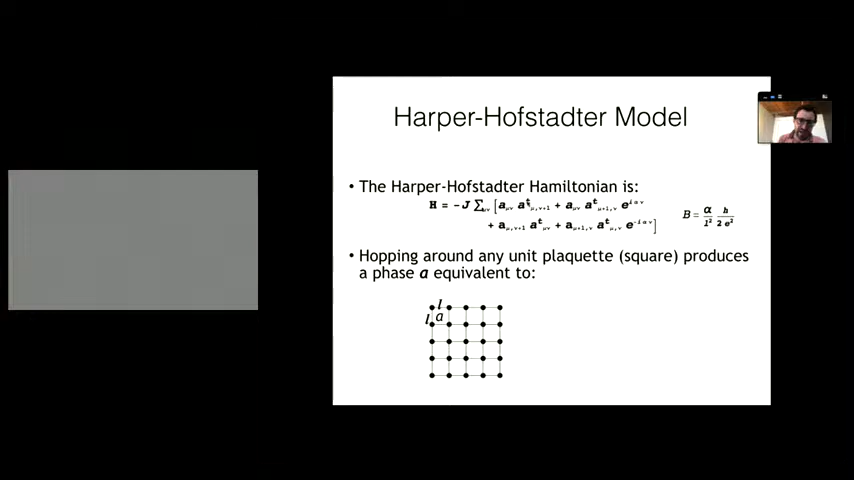 Harper-Hofstadter Model
• The Harper-Hofstadter Hamiltonian is:
H = -J ∑μν [aμν a†μ,ν+1 + aμν a†μ+1,ν e^iαν
+ aμ,ν+1 a†μν + aμ+1,ν a†μ,ν e^-iαν]
B = α/l² h/2e²
• Hopping around any unit plaquette (square) produces
a phase a equivalent to:
l
l a